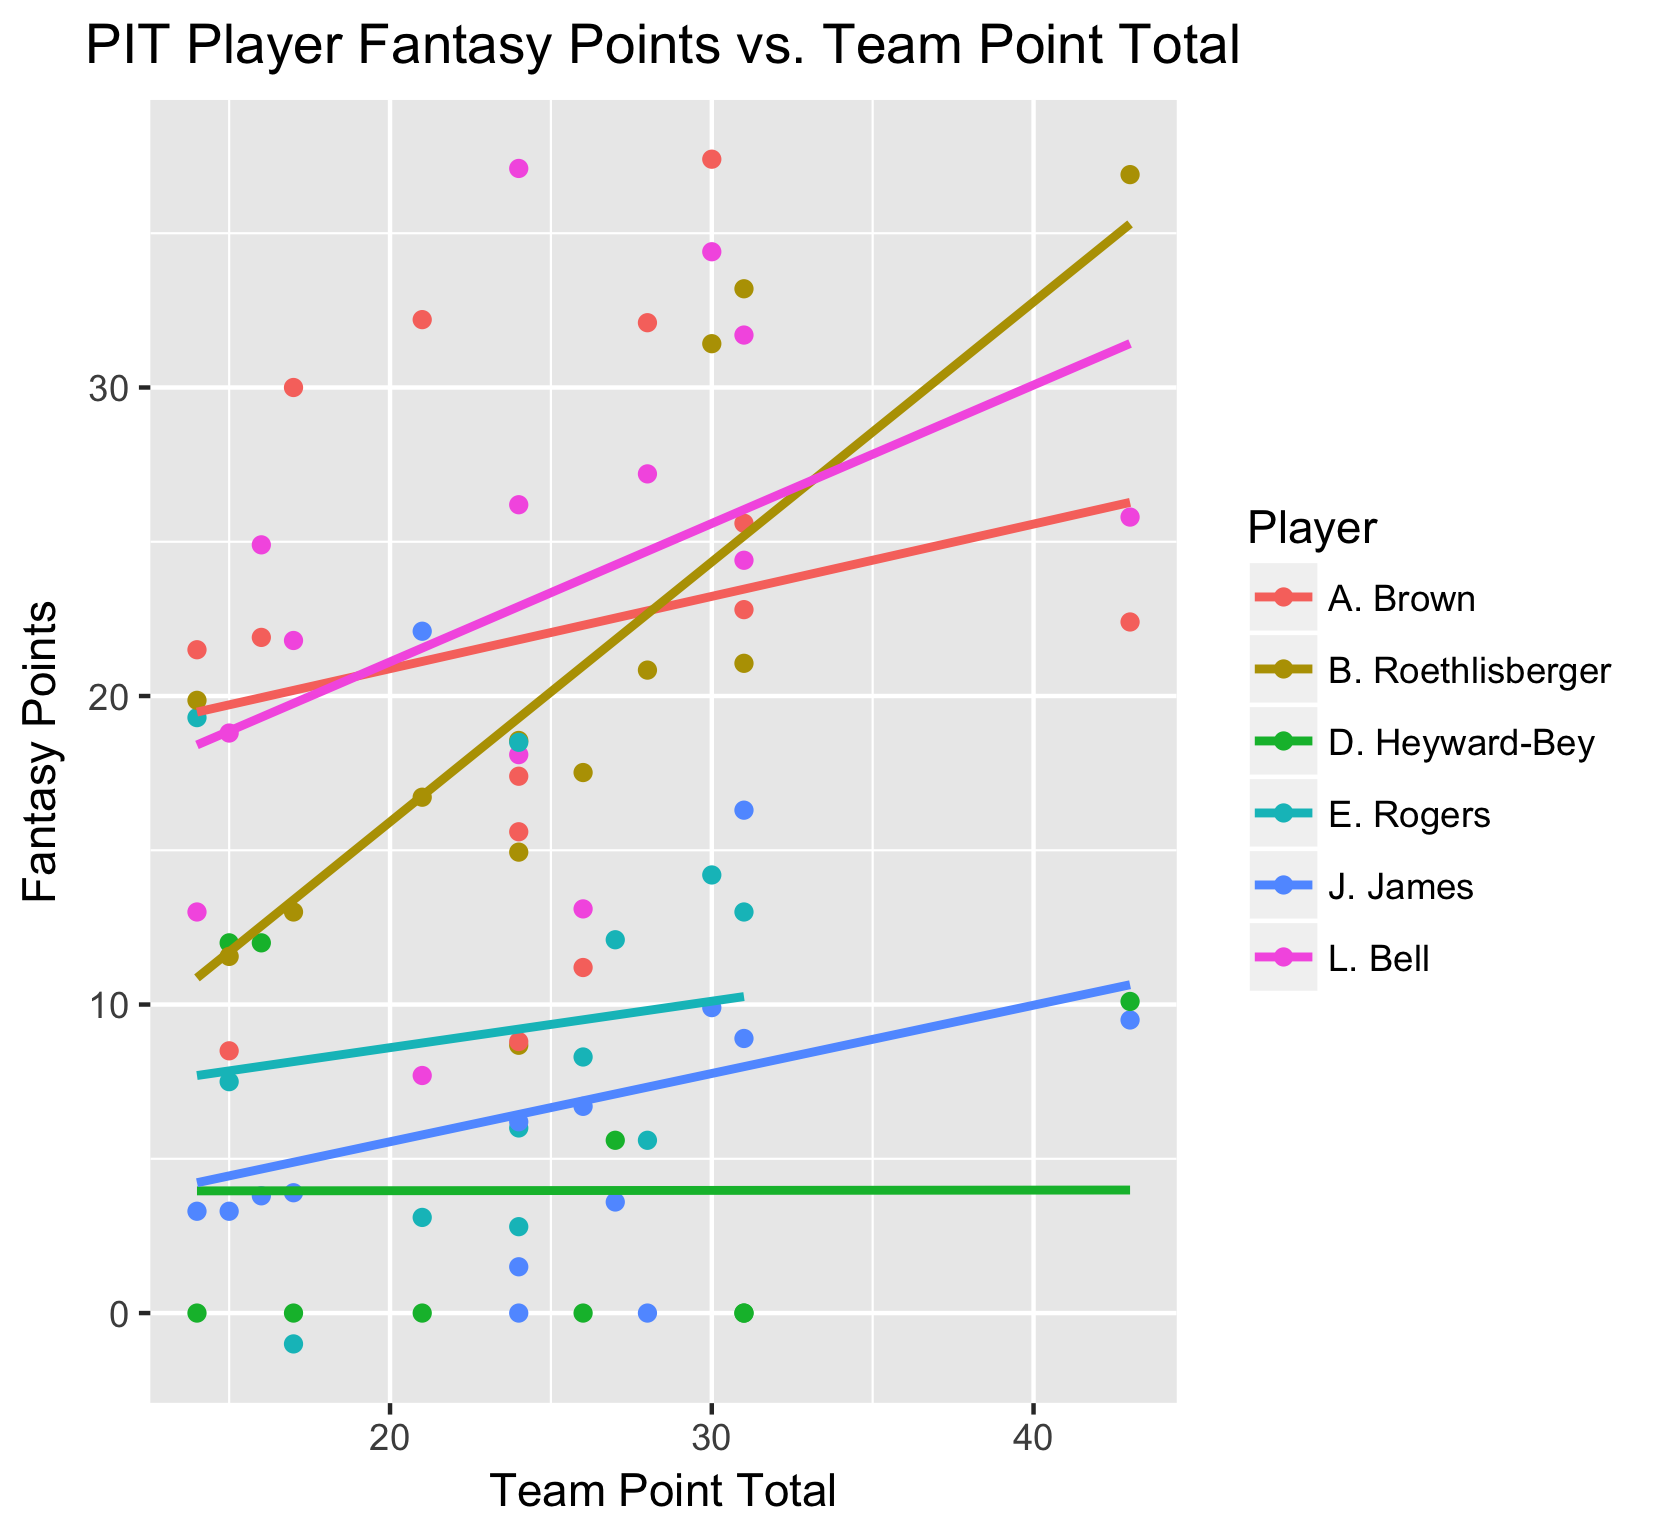 PIT Player Fantasy Points vs. Team Point Total
30
20
10
0
Fantasy Points
20
30
40
Team Point Total
Player
A. Brown
B. Roethlisberger
D. Heyward-Bey
E. Rogers
J. James
L. Bell